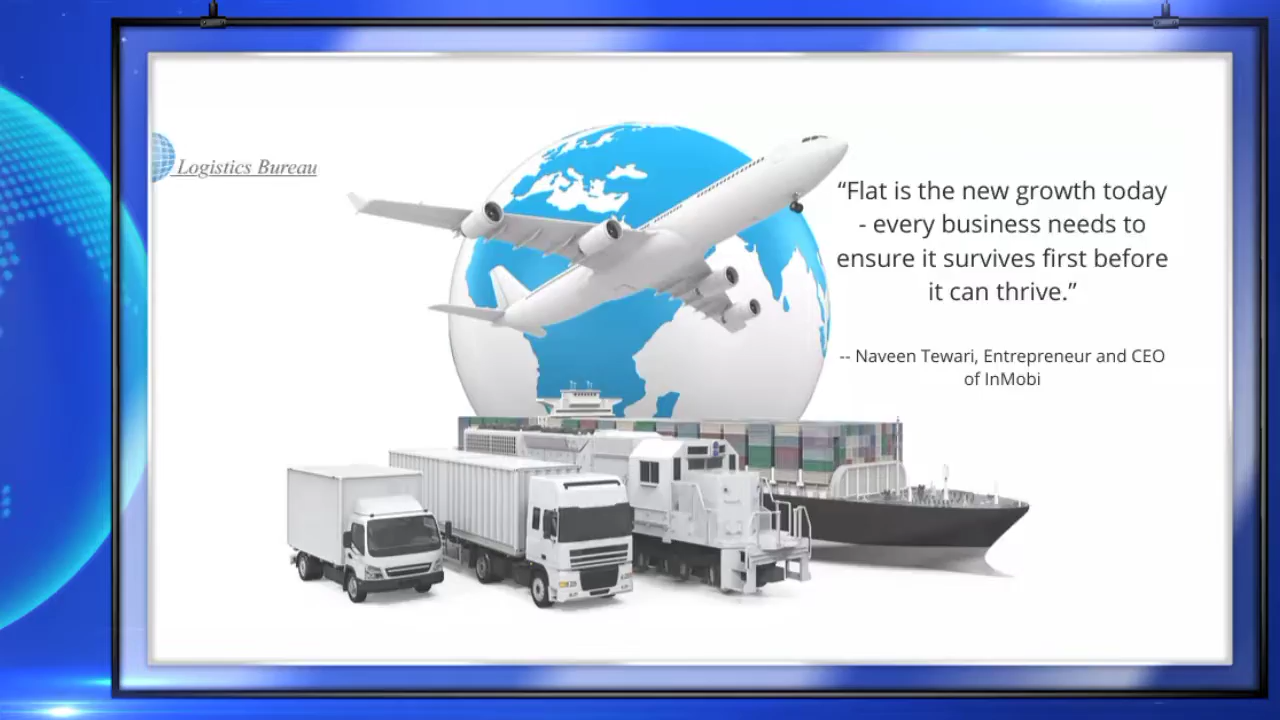 Logistics Bureau
“Flat is the new growth today
- every business needs to
ensure it survives first before
it can thrive.”
-- Naveen Tewari, Entrepreneur and CEO
of InMobi